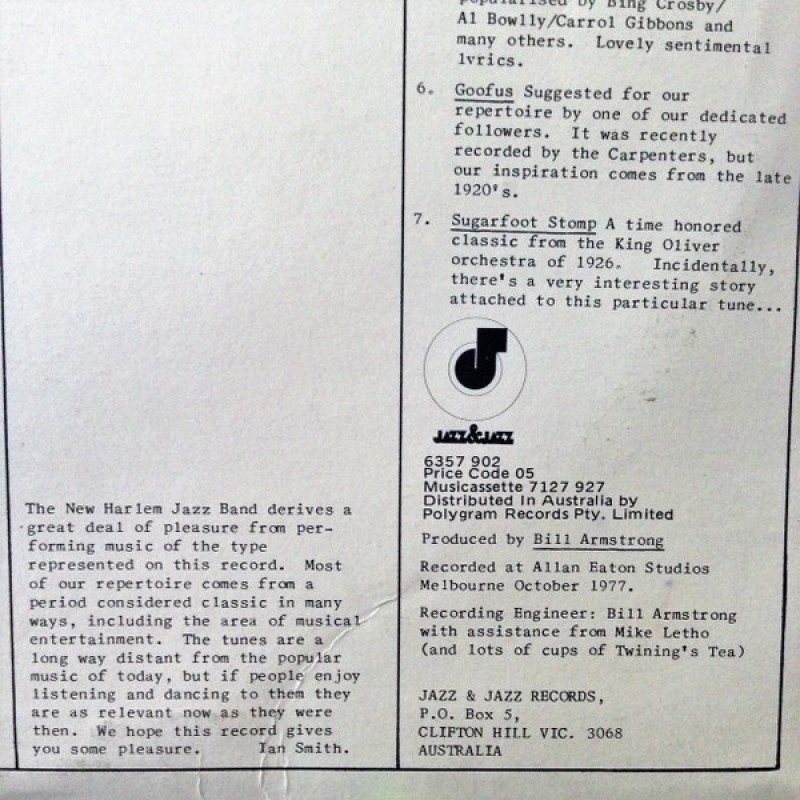 The New Harlem Jazz Band derives a
great deal of pleasure from per-
forming music of the type
represented on this record. Most
of our repertoire comes from a
period considered classic in many
ways, including the area of musical
entertainment. The tunes are a
long way distant from the popular
music of today, but if people enjoy
listening and dancing to them they
are as relevant now as they were
then. We hope this record gives
you some pleasure. Ian Smith.
popularised by Bing Crosby/
Al Bowlly/Carrol Gibbons and
many others. Lovely sentimental
lyrics.
6. Goofus Suggested for our
repertoire by one of our dedicated
followers. It was recently
recorded by the Carpenters, but
our inspiration comes from the late
1920's.
7. Sugarfoot Stomp A time honored
classic from the King Oliver
orchestra of 1926. Incidentally,
there's a very interesting story
attached to this particular tune...
JAZZ&JAZZ
6357 902
Price Code 05
Musicassette 7127 927
Distributed In Australia by
Polygram Records Pty. Limited
Produced by Bill Armstrong
Recorded at Allan Eaton Studios
Melbourne October 1977.
Recording Engineer: Bill Armstrong
with assistance from Mike Letho
(and lots of cups of Twining's Tea)
JAZZ & JAZZ RECORDS,
P.O. Box 5,
CLIFTON HILL VIC. 3068
AUSTRALIA